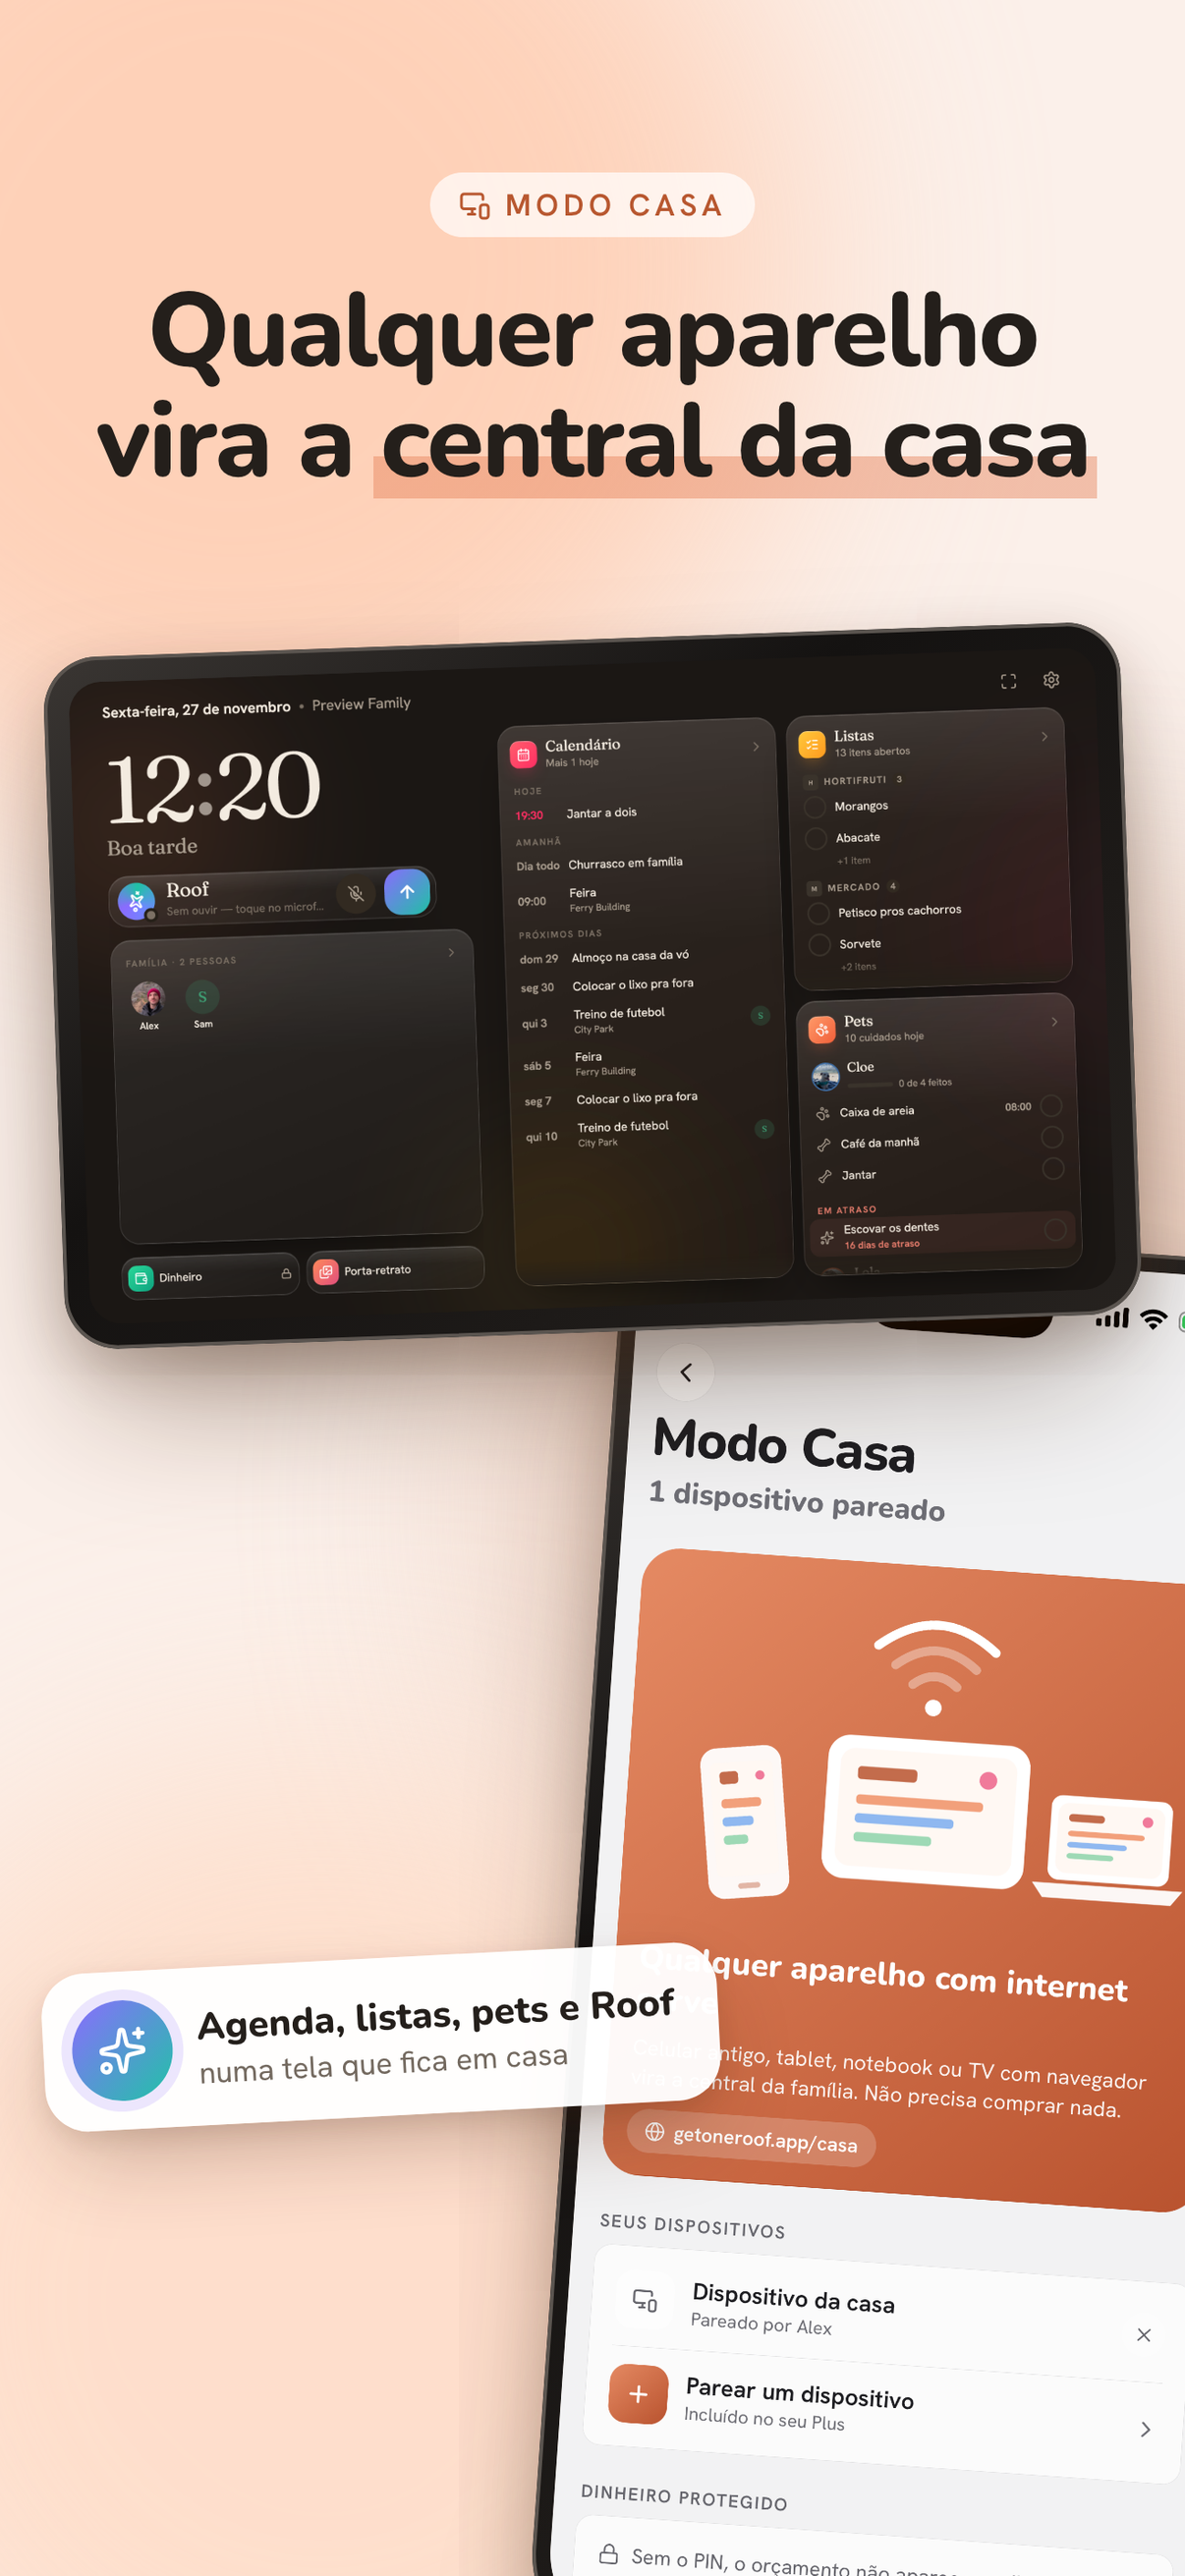 MODO CASA
Qualquer aparelho
vira a central da casa
Sexta-feira, 27 de novembro • Preview Family
12:20
Boa tarde
Roof
Sem ouvir — toque no microf...
FAMÍLIA · 2 PESSOAS
S
Alex
Sam
Dinheiro
Porta-retrato
Calendário
Mais 1 hoje
HOJE
19:30 Jantar a dois
AMANHÃ
Dia todo Churrasco em família
09:00 Feira
Ferry Building
PRÓXIMOS DIAS
dom 29 Almoço na casa da vó
seg 30 Colocar o lixo pra fora
qui 3 Treino de futebol S
City Park
sáb 5 Feira
Ferry Building
seg 7 Colocar o lixo pra fora
qui 10 Treino de futebol S
City Park
Listas
13 itens abertos
H HORTIFRUTI 3
Morangos
Abacate
+1 item
M MERCADO 4
Petisco pros cachorros
Sorvete
+2 itens
Pets
10 cuidados hoje
Cloe
0 de 4 feitos
Caixa de areia 08:00
Café da manhã
Jantar
EM ATRASO
Escovar os dentes
16 dias de atraso
Modo Casa
1 dispositivo pareado
Qualquer aparelho com internet
Celular antigo, tablet, notebook ou TV com navegador
vira a central da família. Não precisa comprar nada.
getoneroof.app/casa
Agenda, listas, pets e Roof
numa tela que fica em casa
SEUS DISPOSITIVOS
Dispositivo da casa
Pareado por Alex
Parear um dispositivo
Incluído no seu Plus
DINHEIRO PROTEGIDO
Sem o PIN, o orçamento não